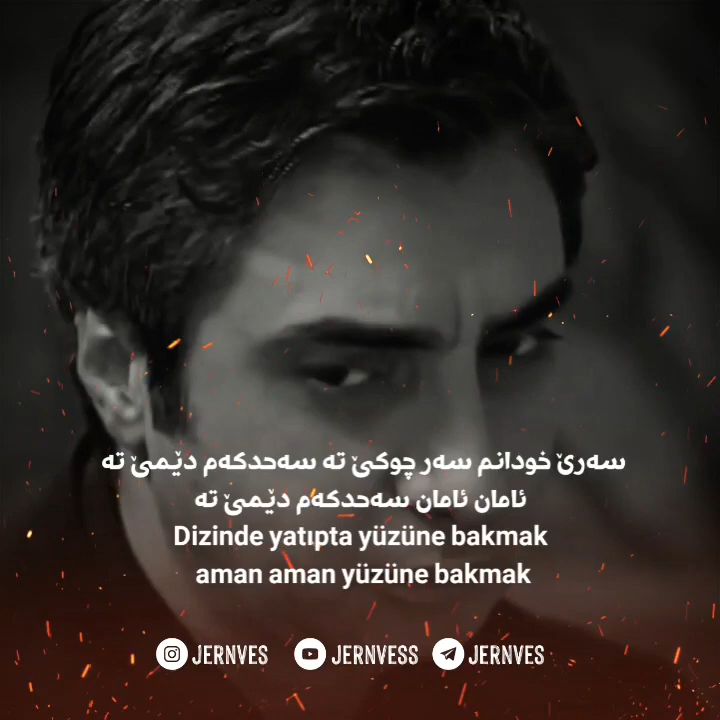 سەرێ خودانم سەر چوکێ تە سەحدکەم دێمێ تە
ئامان ئامان سەحدکەم دێمێ تە
Dizinde yatıpta yüzüne bakmak
aman aman yüzüne bakmak
JERNVES JERNVESS JERNVES